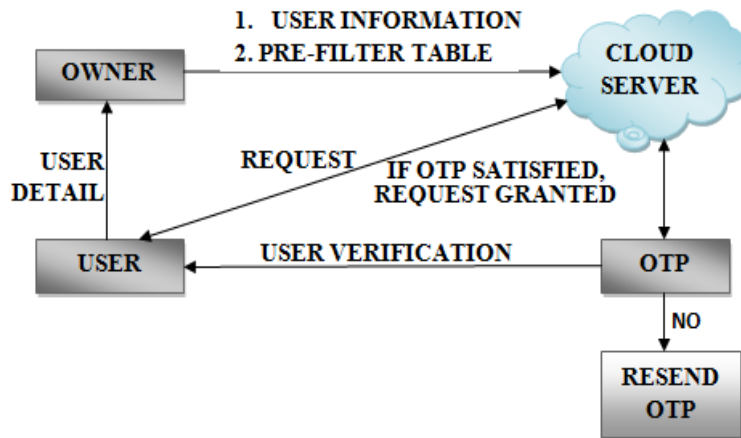 1. USER INFORMATION
2. PRE-FILTER TABLE
OWNER
CLOUD
SERVER
USER
DETAIL
REQUEST
IF OTP SATISFIED,
REQUEST GRANTED
USER
USER VERIFICATION
OTP
NO
RESEND
OTP